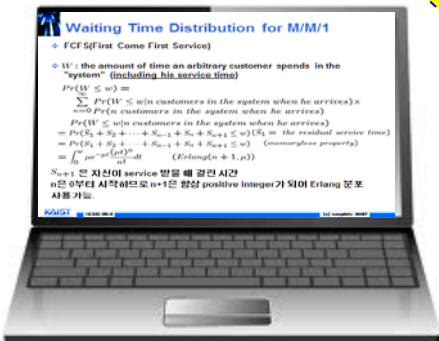 Waiting Time Distribution for M/M/1
FCFS(First Come First Service)
W : the amount of time an arbitrary customer spends in the
"system" (including his service time)
Pr(W ≤ w) =
∞
∑ Pr(W ≤ w|n customers in the system when he arrives)×
n=0 Pr(n customers in the system when he arrives)
Pr(W ≤ w|n customers in the system when he arrives)
= Pr(Ŝ₁ + S₂ + ··· + Sₙ₋₁ + Sₙ + Sₙ₊₁ ≤ w)(Ŝ₁ = the residual service time)
= Pr(S₁ + S₂ + ··· + Sₙ₋₁ + Sₙ + Sₙ₊₁ ≤ w) (memoryless property)
= ∫₀ʷ μe^{-μt} (μt)ⁿ/n! dt (Erlang(n + 1, μ))
Sₙ₊₁ 은 자신이 service 받을 때 걸린 시간
n은 0부터 시작하므로 n+1은 항상 positive integer가 되어 Erlang 분포
사용가능.
KAIST